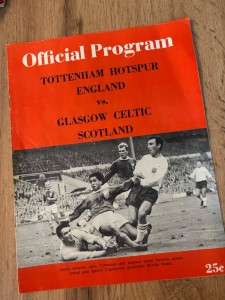 Official Program
TOTTENHAM HOTSPUR
ENGLAND
vs.
GLASGOW CELTIC
SCOTLAND
25c